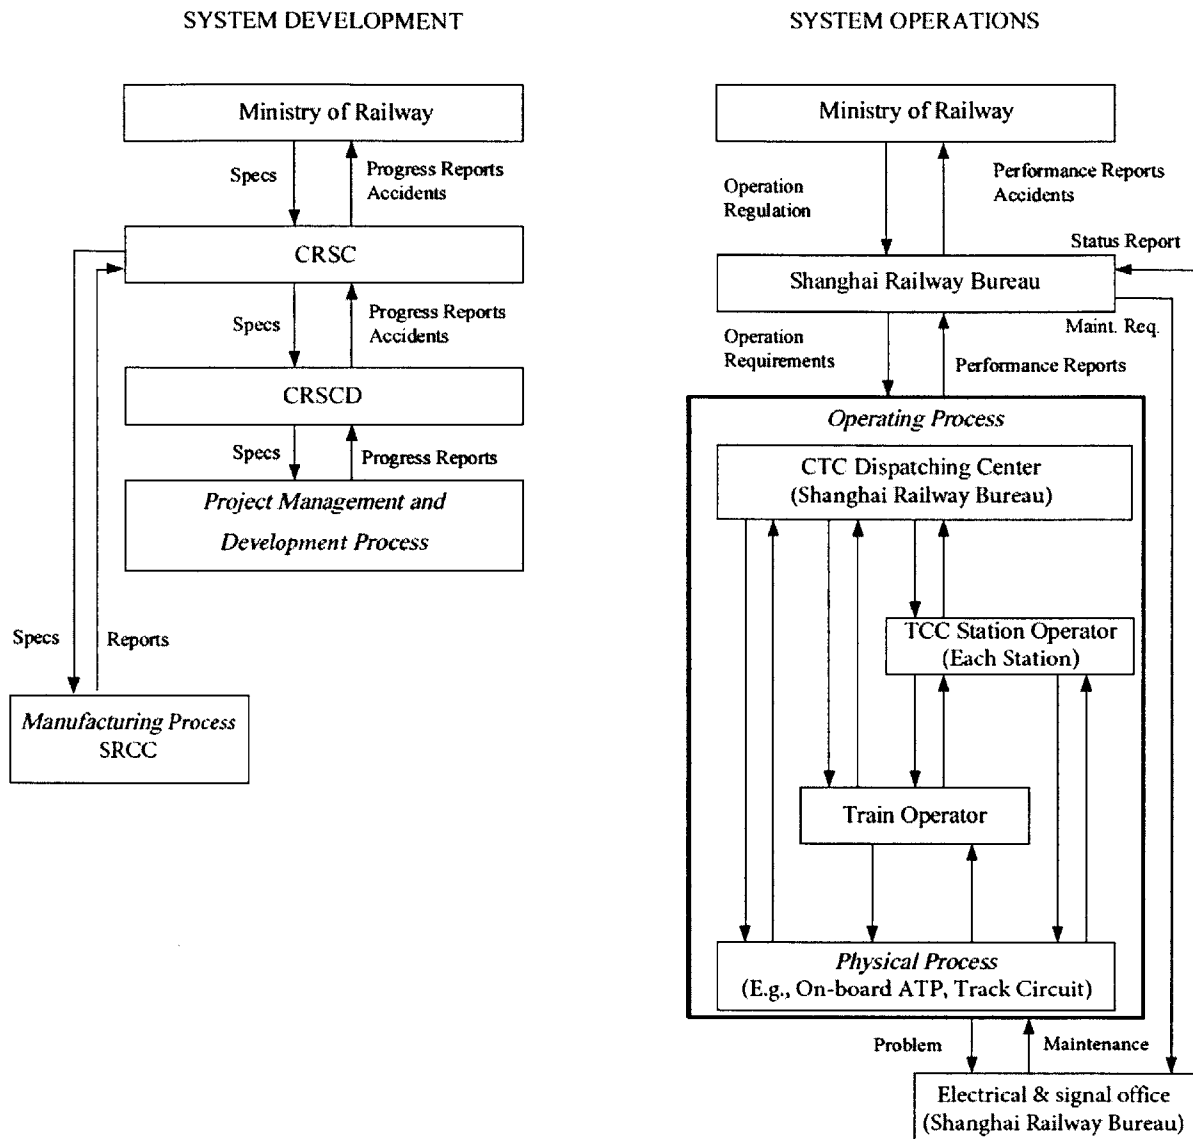 SYSTEM DEVELOPMENT
Ministry of Railway
Specs
Progress Reports
Accidents
CRSC
Specs
Progress Reports
Accidents
CRSCD
Specs
Progress Reports
Project Management and
Development Process
Specs
Reports
Manufacturing Process
SRCC
SYSTEM OPERATIONS
Ministry of Railway
Operation
Regulation
Performance Reports
Accidents
Status Report
Shanghai Railway Bureau
Maint. Req.
Operation
Requirements
Performance Reports
Operating Process
CTC Dispatching Center
(Shanghai Railway Bureau)
TCC Station Operator
(Each Station)
Train Operator
Physical Process
(E.g., On-board ATP, Track Circuit)
Problem
Maintenance
Electrical & signal office
(Shanghai Railway Bureau)